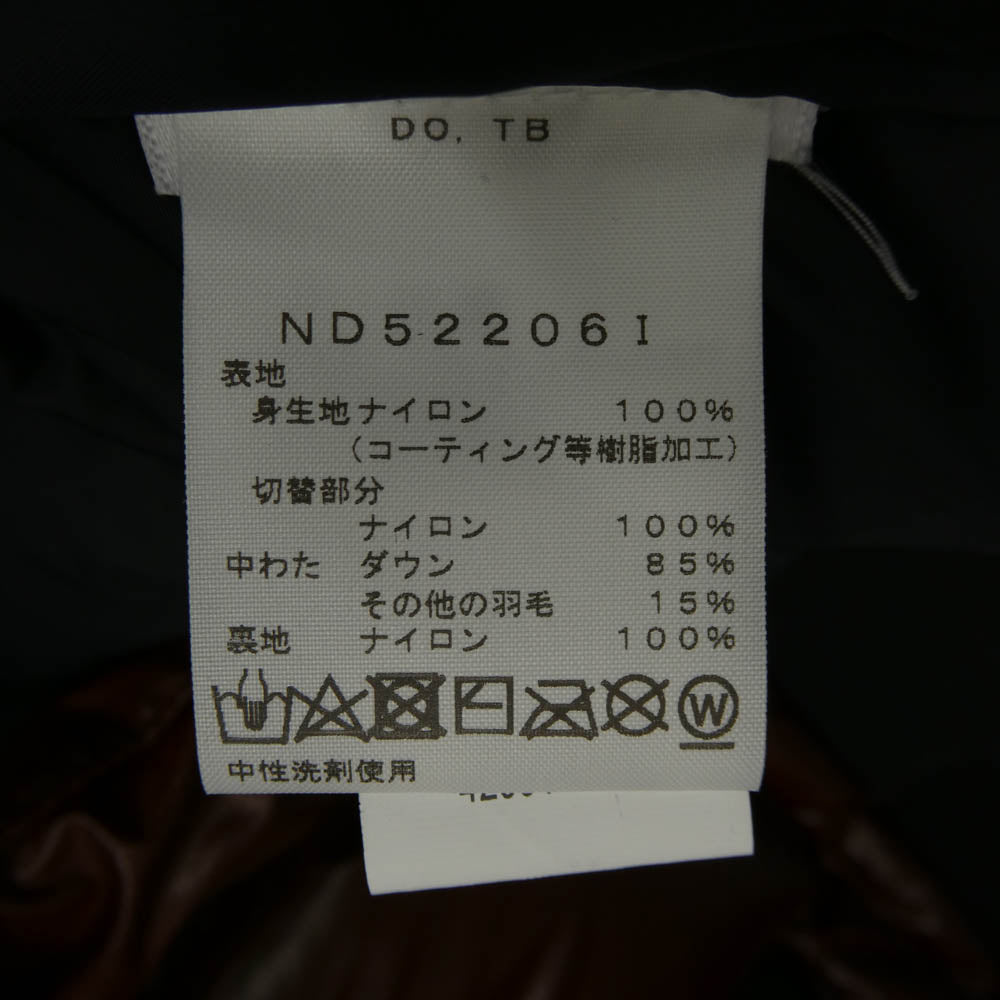 DO, TB
ND52206I
表地
身生地 ナイロン 100%
(コーティング等樹脂加工)
切替部分
ナイロン 100%
中わた ダウン 85%
その他の羽毛 15%
裏地 ナイロン 100%
W
中性洗剤使用